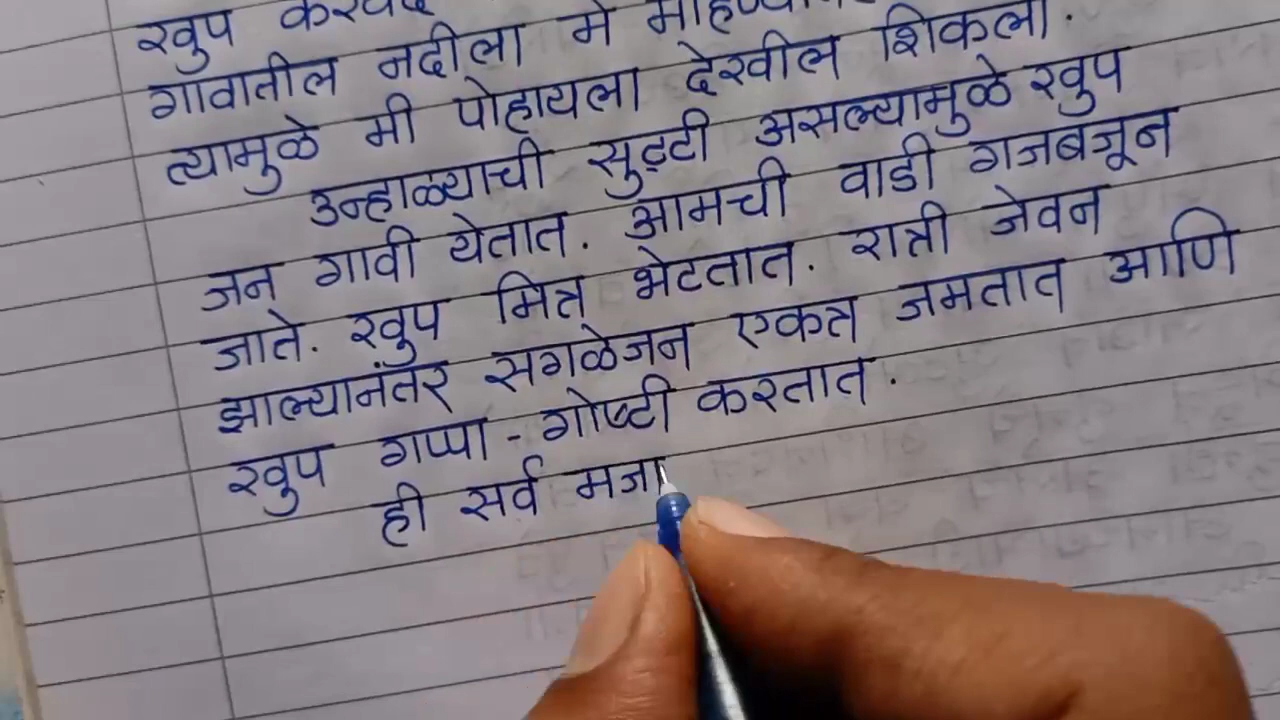 खुप
गावातील नदीला मे
त्यामुळे मी पोहायला देखील शिकलो.
उन्हाळ्याची सुट्टी असल्यामुळे खुप
जन गावी येतात. आमची वाडी गजबजून
जाते. खुप मित्र भेटतात. रात्री जेवन
झाल्यानंतर सगळेजन एकत्र जमतात आणि
खुप गप्पा - गोष्टी करतात.
ही सर्व मजा